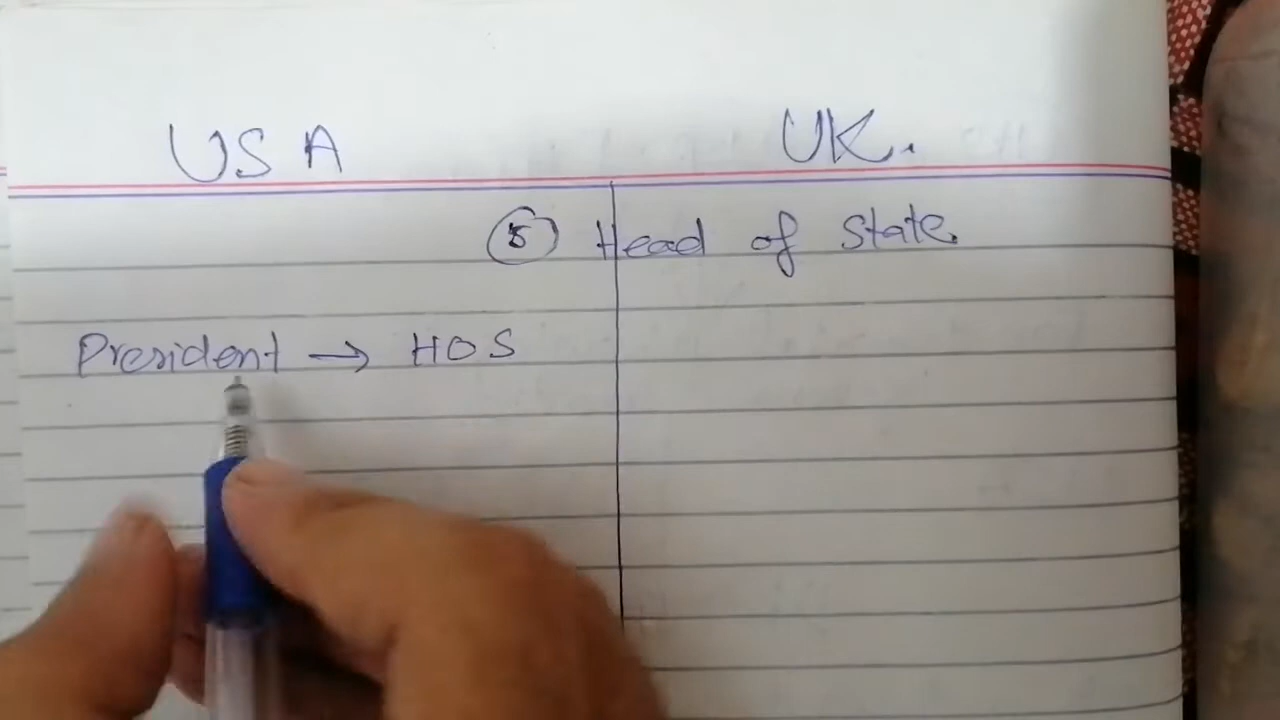 USA UK.
5 Head of State
President → HOS